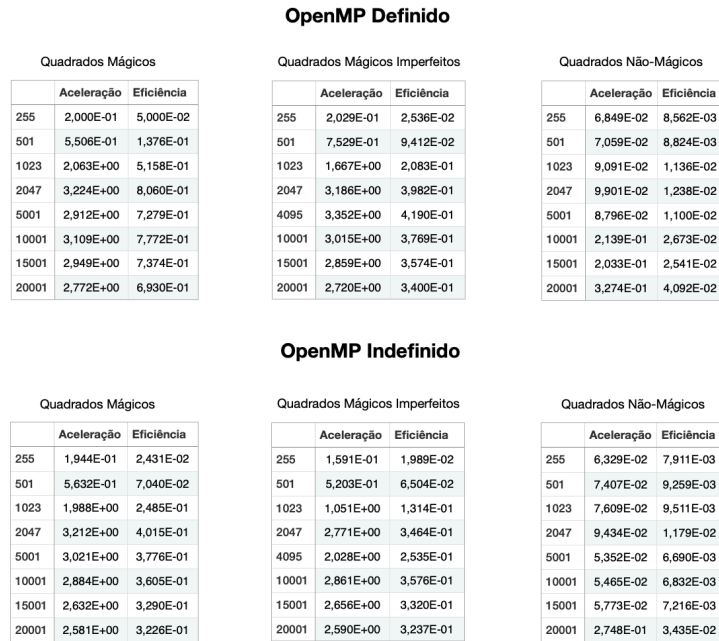 OpenMP Definido
Quadrados Mágicos
Aceleração Eficiência
255 2,000E-01 5,000E-02
501 5,506E-01 1,376E-01
1023 2,063E+00 5,158E-01
2047 3,224E+00 8,060E-01
5001 2,912E+00 7,279E-01
10001 3,109E+00 7,772E-01
15001 2,949E+00 7,374E-01
20001 2,772E+00 6,930E-01
Quadrados Mágicos Imperfeitos
Aceleração Eficiência
255 2,029E-01 2,536E-02
501 7,529E-01 9,412E-02
1023 1,667E+00 2,083E-01
2047 3,186E+00 3,982E-01
4095 3,352E+00 4,190E-01
10001 3,015E+00 3,769E-01
15001 2,859E+00 3,574E-01
20001 2,720E+00 3,400E-01
Quadrados Não-Mágicos
Aceleração Eficiência
255 6,849E-02 8,562E-03
501 7,059E-02 8,824E-03
1023 9,091E-02 1,136E-02
2047 9,901E-02 1,238E-02
5001 8,796E-02 1,100E-02
10001 2,139E-01 2,673E-02
15001 2,033E-01 2,541E-02
20001 3,274E-01 4,092E-02
OpenMP Indefinido
Quadrados Mágicos
Aceleração Eficiência
255 1,944E-01 2,431E-02
501 5,632E-01 7,040E-02
1023 1,988E+00 2,485E-01
2047 3,212E+00 4,015E-01
5001 3,021E+00 3,776E-01
10001 2,884E+00 3,605E-01
15001 2,632E+00 3,290E-01
20001 2,581E+00 3,226E-01
Quadrados Mágicos Imperfeitos
Aceleração Eficiência
255 1,591E-01 1,989E-02
501 5,203E-01 6,504E-02
1023 1,051E+00 1,314E-01
2047 2,771E+00 3,464E-01
4095 2,028E+00 2,535E-01
10001 2,861E+00 3,576E-01
15001 2,656E+00 3,320E-01
20001 2,590E+00 3,237E-01
Quadrados Não-Mágicos
Aceleração Eficiência
255 6,329E-02 7,911E-03
501 7,407E-02 9,259E-03
1023 7,609E-02 9,511E-03
2047 9,434E-02 1,179E-02
5001 5,352E-02 6,690E-03
10001 5,465E-02 6,832E-03
15001 5,773E-02 7,216E-03
20001 2,748E-01 3,435E-02